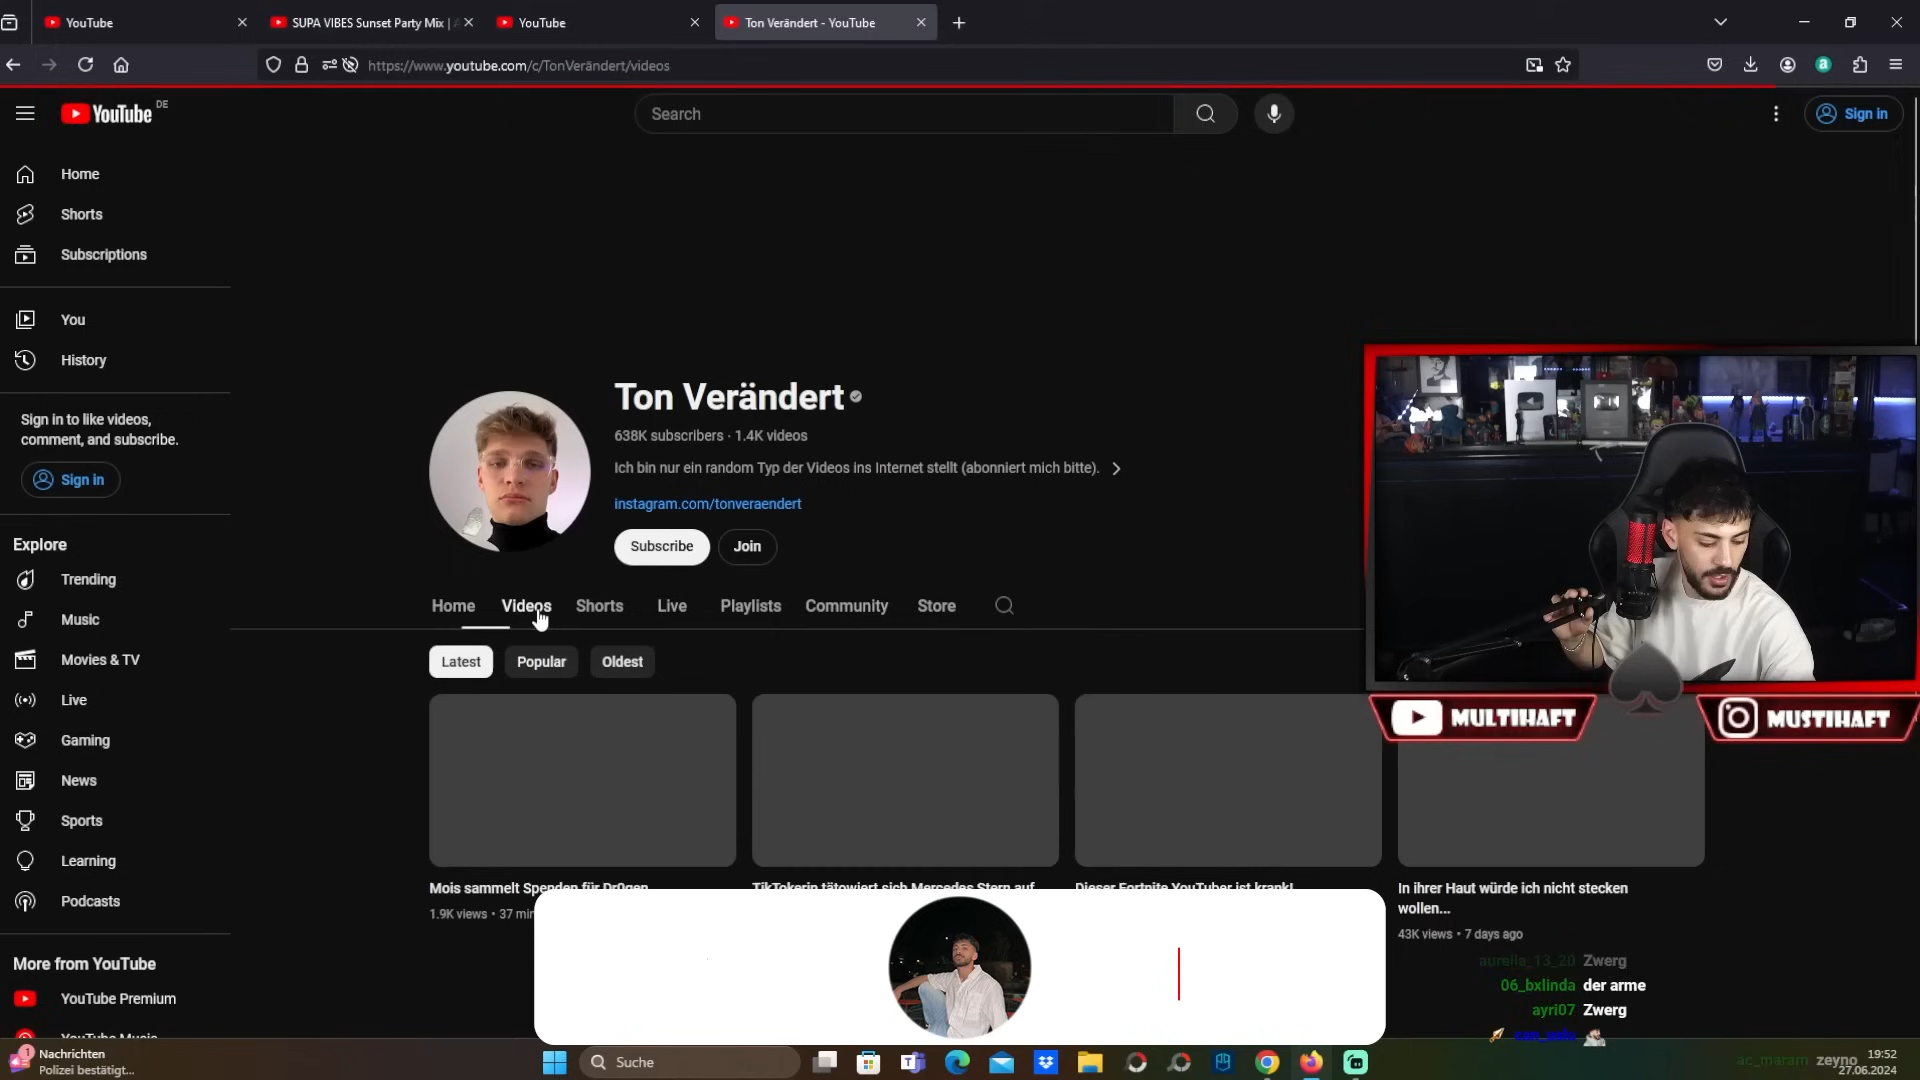 YouTube
SUPA VIBES Sunset Party Mix |
YouTube
Ton Verändert - YouTube
https://www.youtube.com/c/TonVerändert/videos
YouTube DE
Search
Sign in
Home
Shorts
Subscriptions
You
History
Sign in to like videos,
comment, and subscribe.
Sign in
Explore
Trending
Music
Movies & TV
Live
Gaming
News
Sports
Learning
Podcasts
More from YouTube
YouTube Premium
YouTube Music
Ton Verändert
638K subscribers · 1.4K videos
Ich bin nur ein random Typ der Videos ins Internet stellt (abonniert mich bitte).
instagram.com/tonveraendert
Subscribe Join
Home Videos Shorts Live Playlists Community Store
Latest Popular Oldest
MULTIHAFT
MUSTIHAFT
Mois sammelt Spenden für Dr0gen
1.9K views · 37 min
TikTokerin tätowiert sich Mercedes Stern auf
Dieser Fortnite YouTuber ist krank!
In ihrer Haut würde ich nicht stecken
wollen...
43K views · 7 days ago
aurella_13_20 Zwerg
06_bxlinda der arme
ayri07 Zwerg
ac_maram zeyno
1
Nachrichten
Polizei bestätigt...
Suche
19:52
27.06.2024